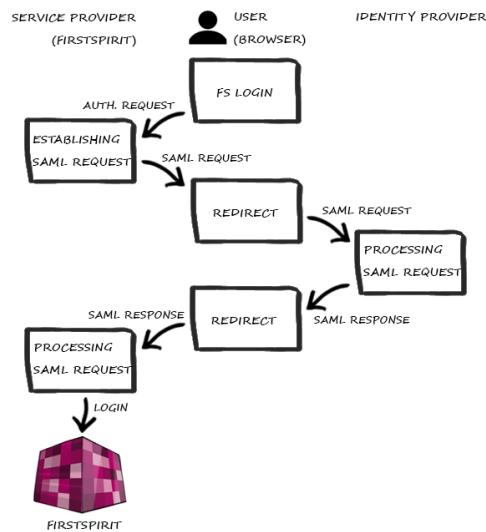 SERVICE PROVIDER
(FIRSTSPIRIT)
USER
(BROWSER)
IDENTITY PROVIDER
FS LOGIN
AUTH. REQUEST
ESTABLISHING
SAML REQUEST
SAML REQUEST
REDIRECT
SAML REQUEST
PROCESSING
SAML REQUEST
SAML RESPONSE
REDIRECT
SAML RESPONSE
PROCESSING
SAML REQUEST
LOGIN
FIRSTSPIRIT